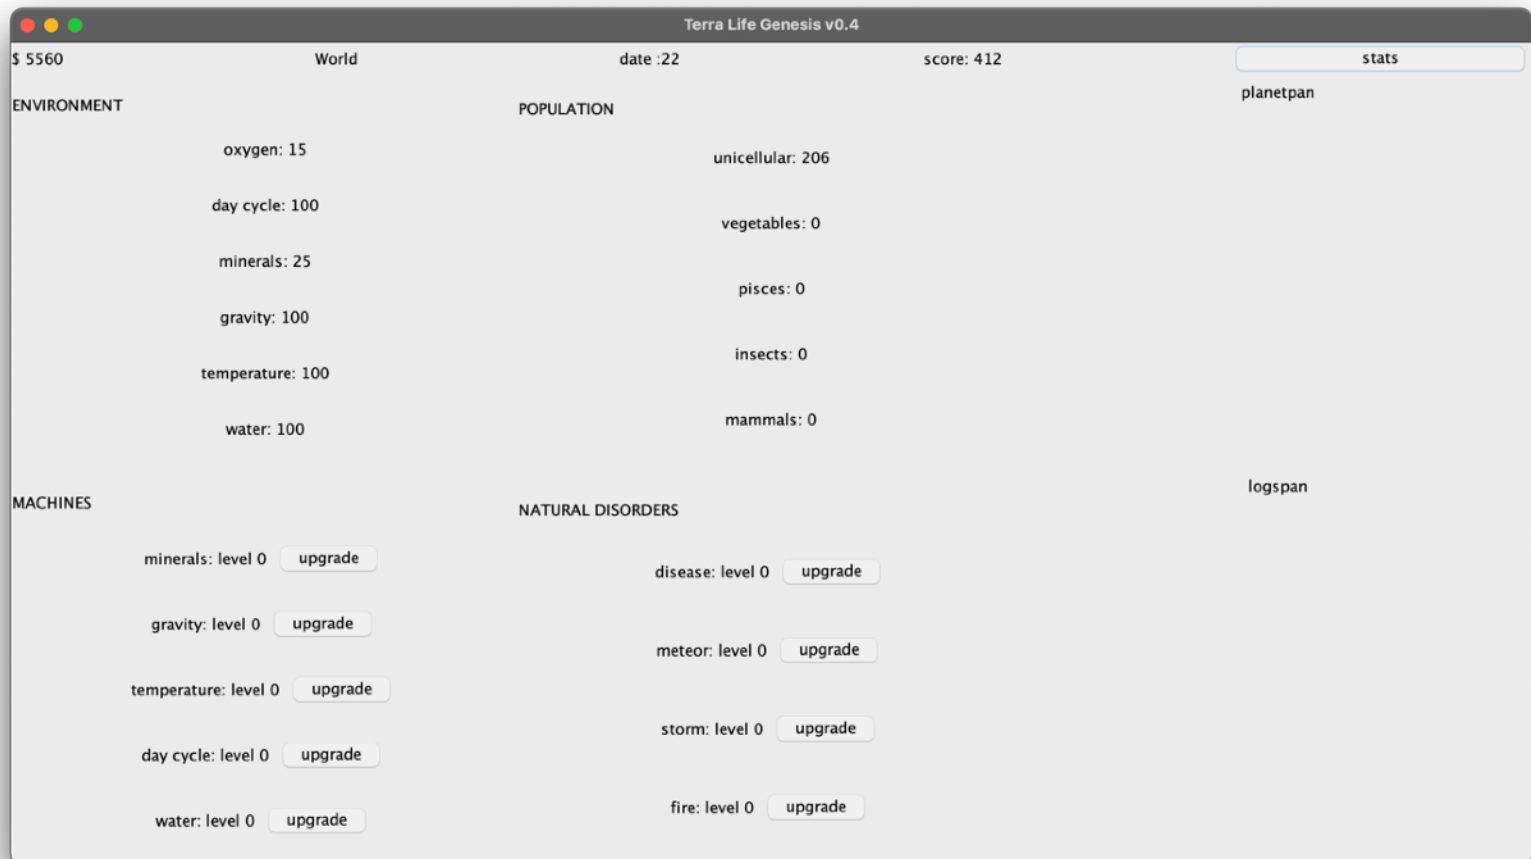 Terra Life Genesis v0.4
$ 5560 World date :22 score: 412 stats
ENVIRONMENT
oxygen: 15
day cycle: 100
minerals: 25
gravity: 100
temperature: 100
water: 100
POPULATION
unicellular: 206
vegetables: 0
pisces: 0
insects: 0
mammals: 0
planetpan
MACHINES
minerals: level 0 upgrade
gravity: level 0 upgrade
temperature: level 0 upgrade
day cycle: level 0 upgrade
water: level 0 upgrade
NATURAL DISORDERS
disease: level 0 upgrade
meteor: level 0 upgrade
storm: level 0 upgrade
fire: level 0 upgrade
logspan